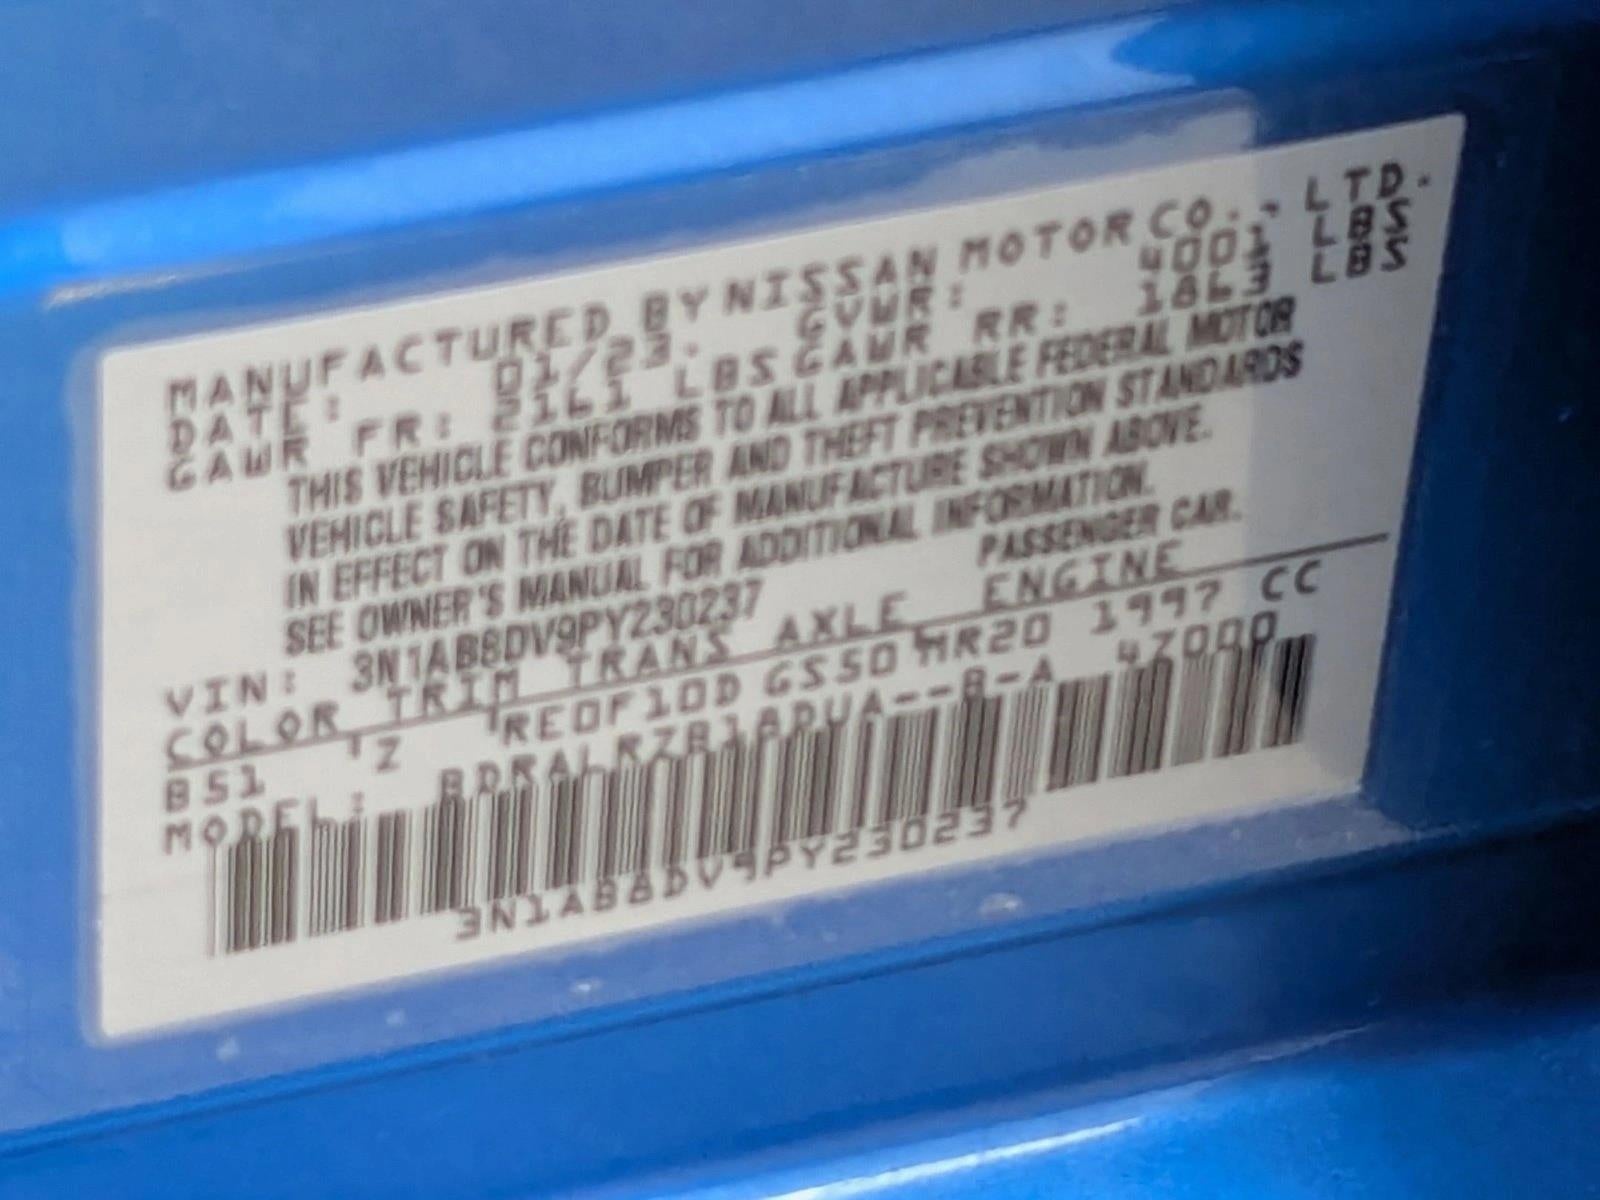 MANUFACTURED BY NISSAN MOTOR CO., LTD.
DATE: 01/23. GVWR: 4001 LBS
GAWR FR: 2161 LBS GAWR RR: 1863 LBS
THIS VEHICLE CONFORMS TO ALL APPLICABLE FEDERAL MOTOR
VEHICLE SAFETY, BUMPER AND THEFT PREVENTION STANDARDS
IN EFFECT ON THE DATE OF MANUFACTURE SHOWN ABOVE.
SEE OWNER'S MANUAL FOR ADDITIONAL INFORMATION.
VIN: 3N1AB8DV9PY230237 PASSENGER CAR.
COLOR TRIM TRANS AXLE ENGINE
B51 Z RE0F10D GS50 MR20 1997 CC
MODEL:
3N1AB8DV9PY230237